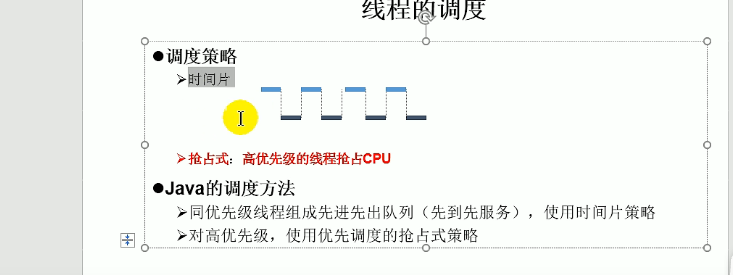 线程的调度
●调度策略
➢时间片
➢抢占式：高优先级的线程抢占CPU
●Java的调度方法
➢同优先级线程组成先进先出队列（先到先服务），使用时间片策略
➢对高优先级，使用优先调度的抢占式策略